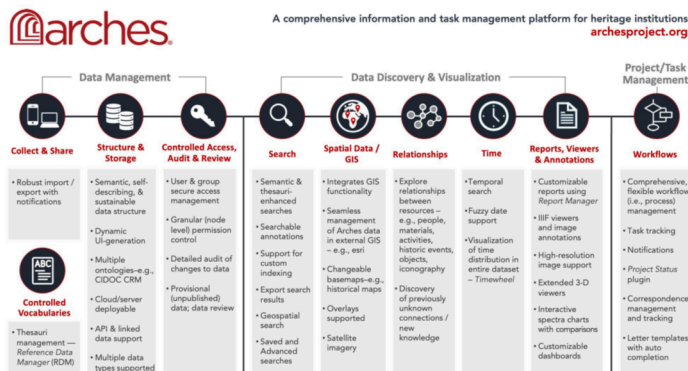 arches®
A comprehensive information and task management platform for heritage institutions
archesproject.org
Data Management
Data Discovery & Visualization
Project/Task
Management
Collect & Share
• Robust import /
export with
notifications
ABC
Controlled
Vocabularies
• Thesauri
management —
Reference Data
Manager (RDM)
Structure &
Storage
• Semantic, self-
describing, &
sustainable
data structure
• Dynamic
UI-generation
• Multiple
ontologies–e.g.,
CIDOC CRM
• Cloud/server
deployable
• API & linked
data support
• Multiple data
types supported
Controlled Access,
Audit & Review
• User & group
secure access
management
• Granular (node
level) permission
control
• Detailed audit of
changes to data
• Provisional
(unpublished)
data; data review
Search
• Semantic &
thesauri-
enhanced
searches
• Searchable
annotations
• Support for
custom
indexing
• Export search
results
• Geospatial
search
• Saved and
Advanced
searches
Spatial Data /
GIS
• Integrates GIS
functionality
• Seamless
management
of Arches data
in external GIS
– e.g., esri
• Changeable
basemaps–e.g.,
historical maps
• Overlays
supported
• Satellite
imagery
Relationships
• Explore
relationships
between
resources –
e.g., people,
materials,
activities,
historic events,
objects,
iconography
• Discovery
of previously
unknown
connections /
new
knowledge
Time
• Temporal
search
• Fuzzy date
support
• Visualization
of time
distribution in
entire dataset
– Timewheel
Reports, Viewers
& Annotations
• Customizable
reports using
Report Manager
• IIIF viewers
and image
annotations
• High-resolution
image support
• Extended 3-D
viewers
• Interactive
spectra charts
with comparisons
• Customizable
dashboards
Workflows
• Comprehensive,
flexible workflow
(i.e., process)
management
• Task tracking
• Notifications
• Project Status
plugin
• Correspondence
management
and tracking
• Letter templates
with auto
completion